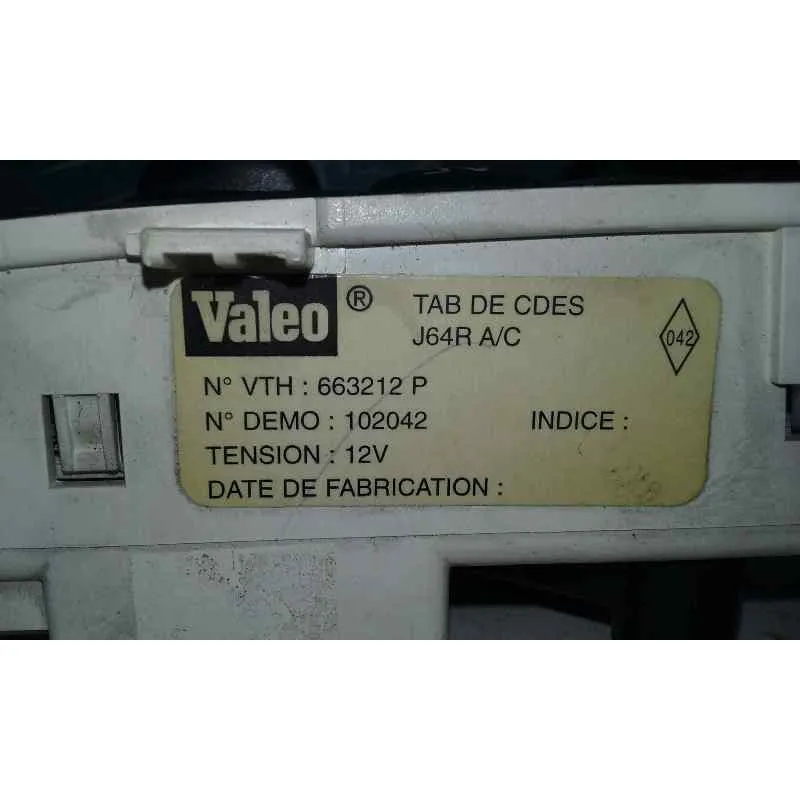 Valeo ® TAB DE CDES
J64R A/C
042
N° VTH : 663212 P
N° DEMO : 102042 INDICE :
TENSION : 12V
DATE DE FABRICATION :